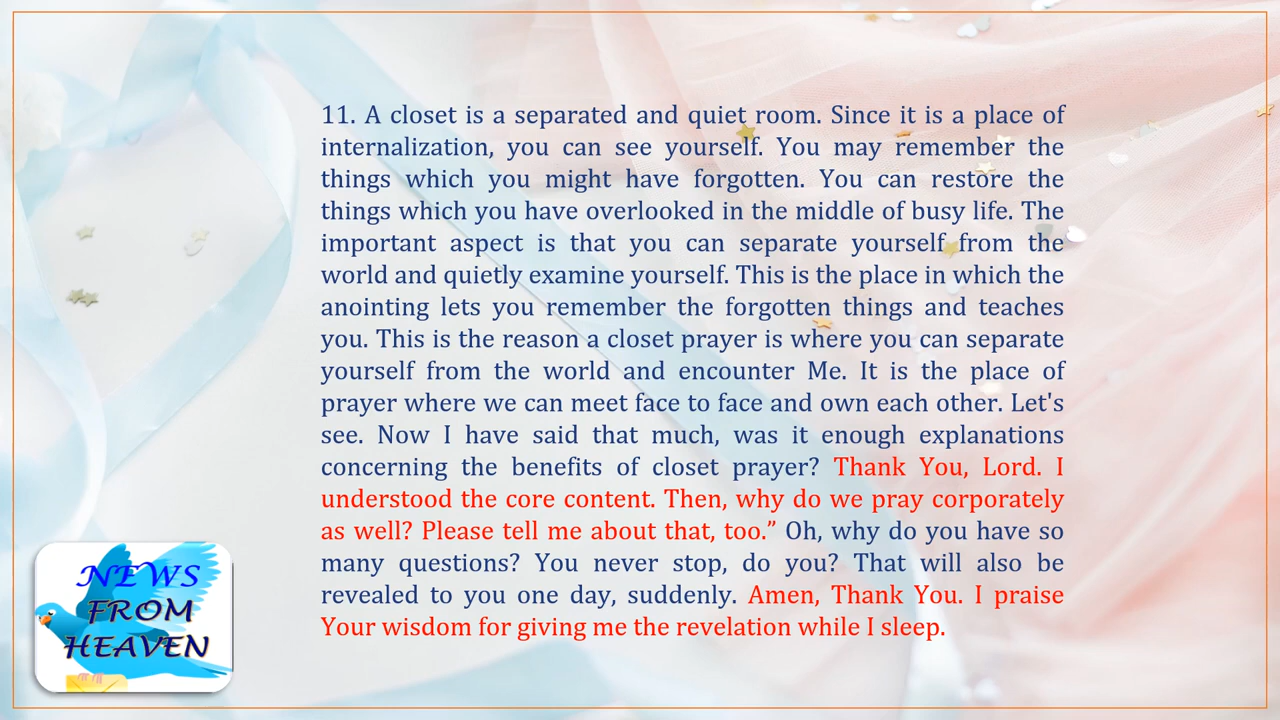 11. A closet is a separated and quiet room. Since it is a place of
internalization, you can see yourself. You may remember the
things which you might have forgotten. You can restore the
things which you have overlooked in the middle of busy life. The
important aspect is that you can separate yourself from the
world and quietly examine yourself. This is the place in which the
anointing lets you remember the forgotten things and teaches
you. This is the reason a closet prayer is where you can separate
yourself from the world and encounter Me. It is the place of
prayer where we can meet face to face and own each other. Let's
see. Now I have said that much, was it enough explanations
concerning the benefits of closet prayer? Thank You, Lord. I
understood the core content. Then, why do we pray corporately
as well? Please tell me about that, too.” Oh, why do you have so
many questions? You never stop, do you? That will also be
revealed to you one day, suddenly. Amen, Thank You. I praise
Your wisdom for giving me the revelation while I sleep.
NEWS
FROM
HEAVEN